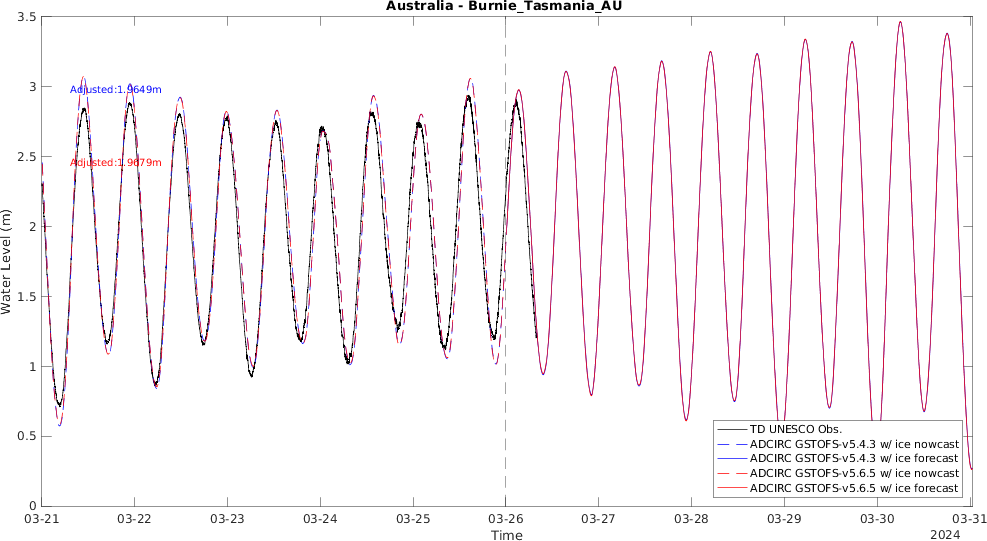 Australia - Burnie_Tasmania_AU
3.5
3
2.5
2
1.5
1
0.5
0
Water Level (m)
Adjusted:1.9649m
Adjusted:1.9679m
TD UNESCO Obs.
ADCIRC GSTOFS-v5.4.3 w/ ice nowcast
ADCIRC GSTOFS-v5.4.3 w/ ice forecast
ADCIRC GSTOFS-v5.6.5 w/ ice nowcast
ADCIRC GSTOFS-v5.6.5 w/ ice forecast
03-21 03-22 03-23 03-24 03-25 03-26 03-27 03-28 03-29 03-30 03-31
Time
2024